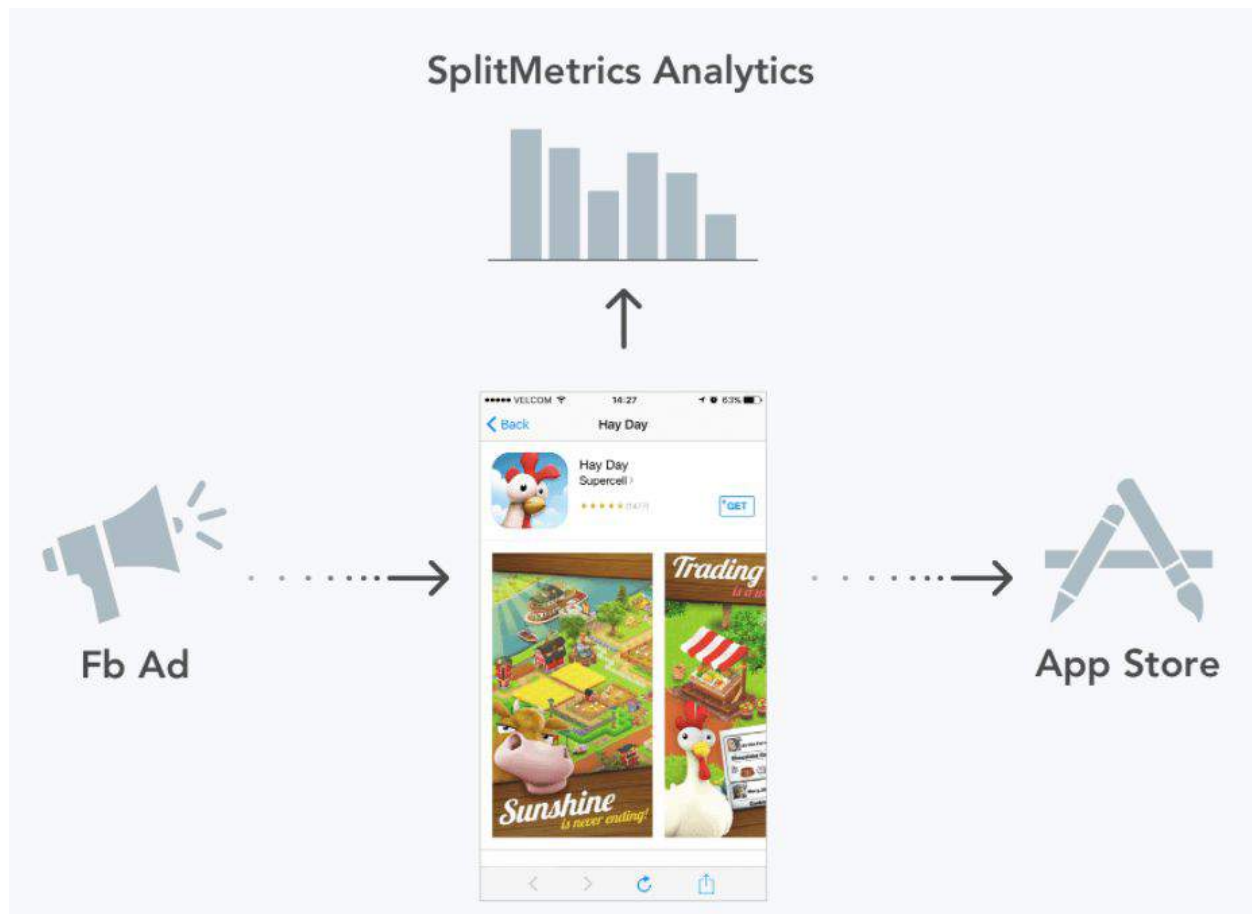 SplitMetrics Analytics
VELCOM 14:27 63%
Back Hay Day
Hay Day
Supercell
GET
Trading
is a
Sunshine
is never ending!
Fb Ad
App Store